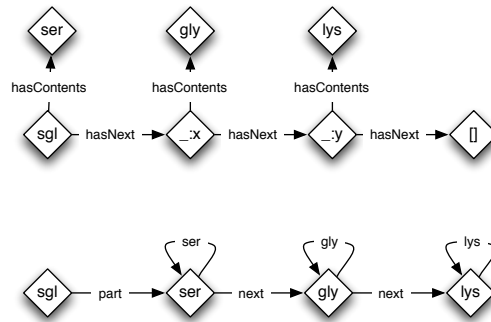 ser gly lys
hasContents hasContents hasContents
sgl hasNext _:x hasNext _:y hasNext []
ser gly lys
sgl part ser next gly next lys